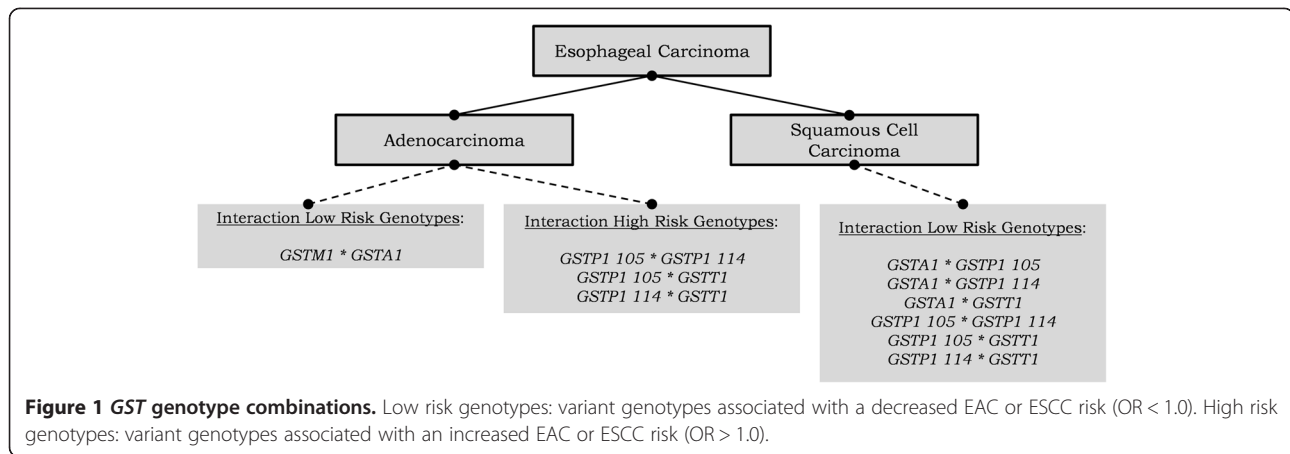 Esophageal Carcinoma
Adenocarcinoma
Squamous Cell
Carcinoma
Interaction Low Risk Genotypes:
GSTM1 * GSTA1
Interaction High Risk Genotypes:
GSTP1 105 * GSTP1 114
GSTP1 105 * GSTT1
GSTP1 114 * GSTT1
Interaction Low Risk Genotypes:
GSTA1 * GSTP1 105
GSTA1 * GSTP1 114
GSTA1 * GSTT1
GSTP1 105 * GSTP1 114
GSTP1 105 * GSTT1
GSTP1 114 * GSTT1
Figure 1 GST genotype combinations. Low risk genotypes: variant genotypes associated with a decreased EAC or ESCC risk (OR < 1.0). High risk
genotypes: variant genotypes associated with an increased EAC or ESCC risk (OR > 1.0).